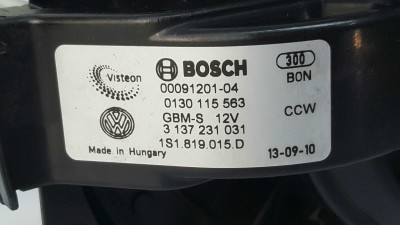 Visteon
BOSCH
300
BON
00091201-04
0130 115 563
GBM-S 12V
CCW
3 137 231 031
Made in Hungary
1S1.819.015.D
13-09-10